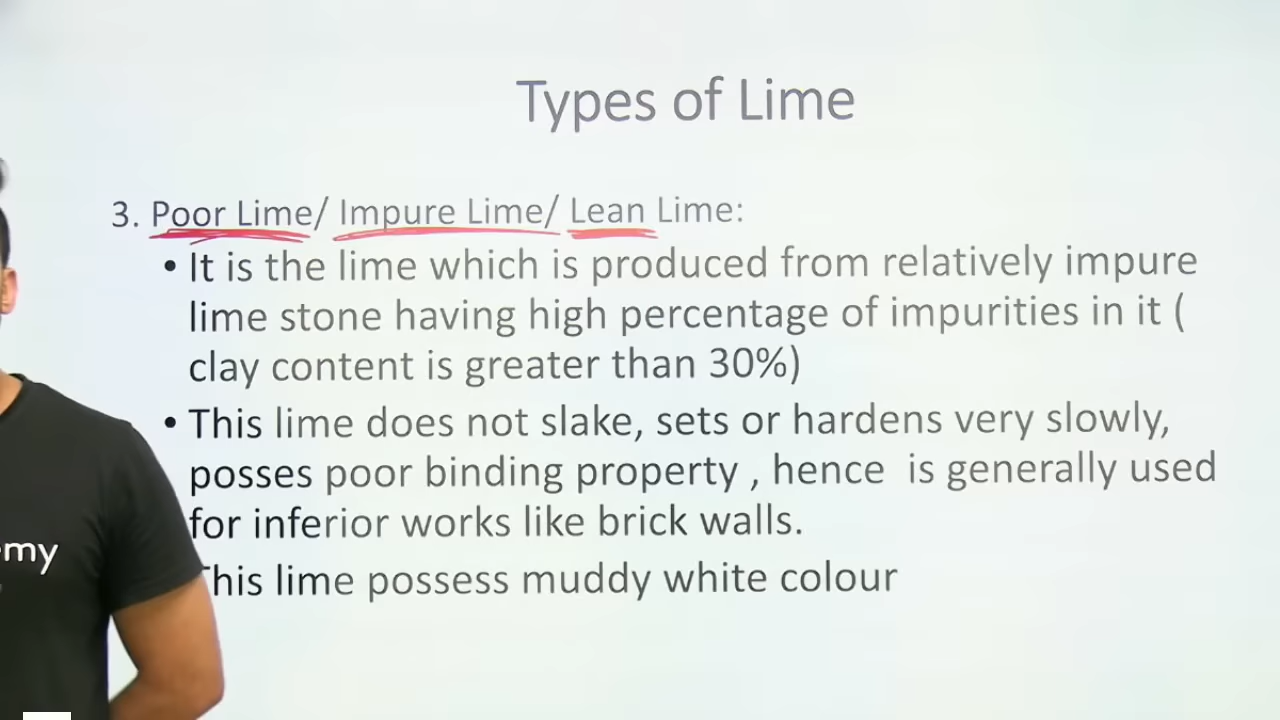 Types of Lime
3. Poor Lime/ Impure Lime/ Lean Lime:
• It is the lime which is produced from relatively impure
lime stone having high percentage of impurities in it (
clay content is greater than 30%)
• This lime does not slake, sets or hardens very slowly,
posses poor binding property , hence is generally used
for inferior works like brick walls.
This lime possess muddy white colour
emy